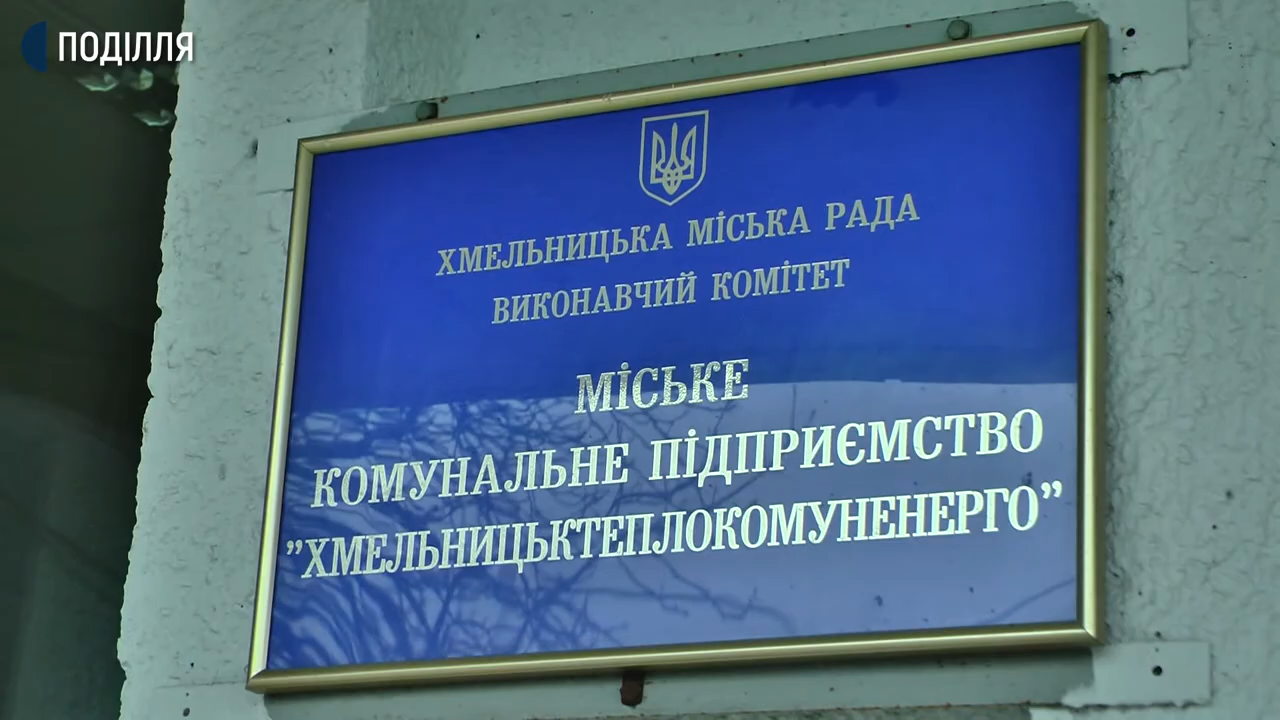 ПОДІЛЛЯ
ХМЕЛЬНИЦЬКА МІСЬКА РАДА
ВИКОНАВЧИЙ КОМІТЕТ
МІСЬКЕ
КОМУНАЛЬНЕ ПІДПРИЄМСТВО
”ХМЕЛЬНИЦЬКТЕПЛОКОМУНЕНЕРГО”